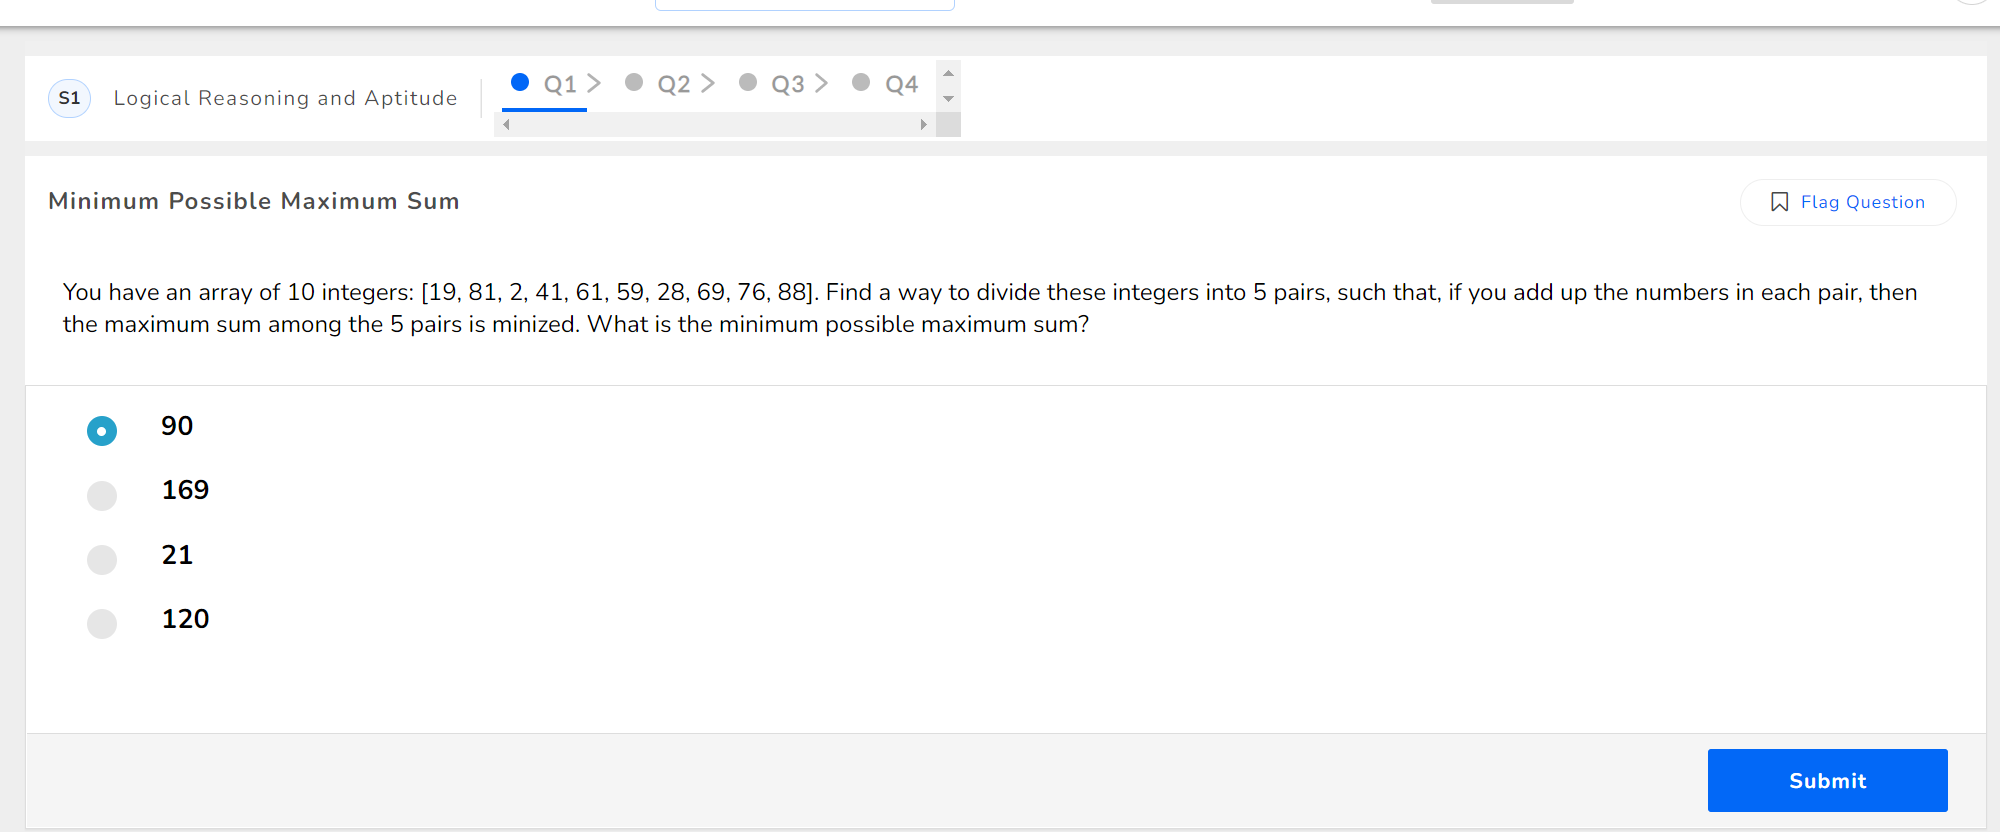 S1 Logical Reasoning and Aptitude Q1 Q2 Q3 Q4
Minimum Possible Maximum Sum
Flag Question
You have an array of 10 integers: [19, 81, 2, 41, 61, 59, 28, 69, 76, 88]. Find a way to divide these integers into 5 pairs, such that, if you add up the numbers in each pair, then
the maximum sum among the 5 pairs is minized. What is the minimum possible maximum sum?
90
169
21
120
Submit